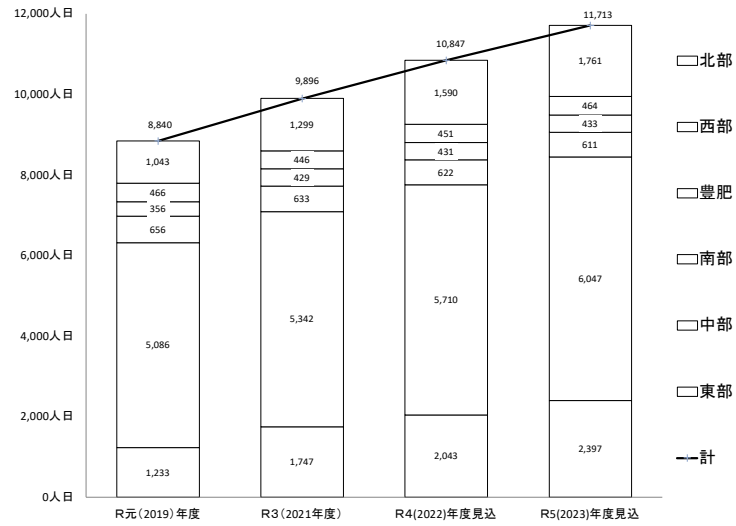 12,000人日
10,000人日
8,000人日
6,000人日
4,000人日
2,000人日
0人日
8,840
1,043
466
356
656
5,086
1,233
9,896
1,299
446
429
633
5,342
1,747
10,847
1,590
451
431
622
5,710
2,043
11,713
1,761
464
433
611
6,047
2,397
R元(2019)年度
R3(2021年度)
R4(2022)年度見込
R5(2023)年度見込
北部
西部
豊肥
南部
中部
東部
計